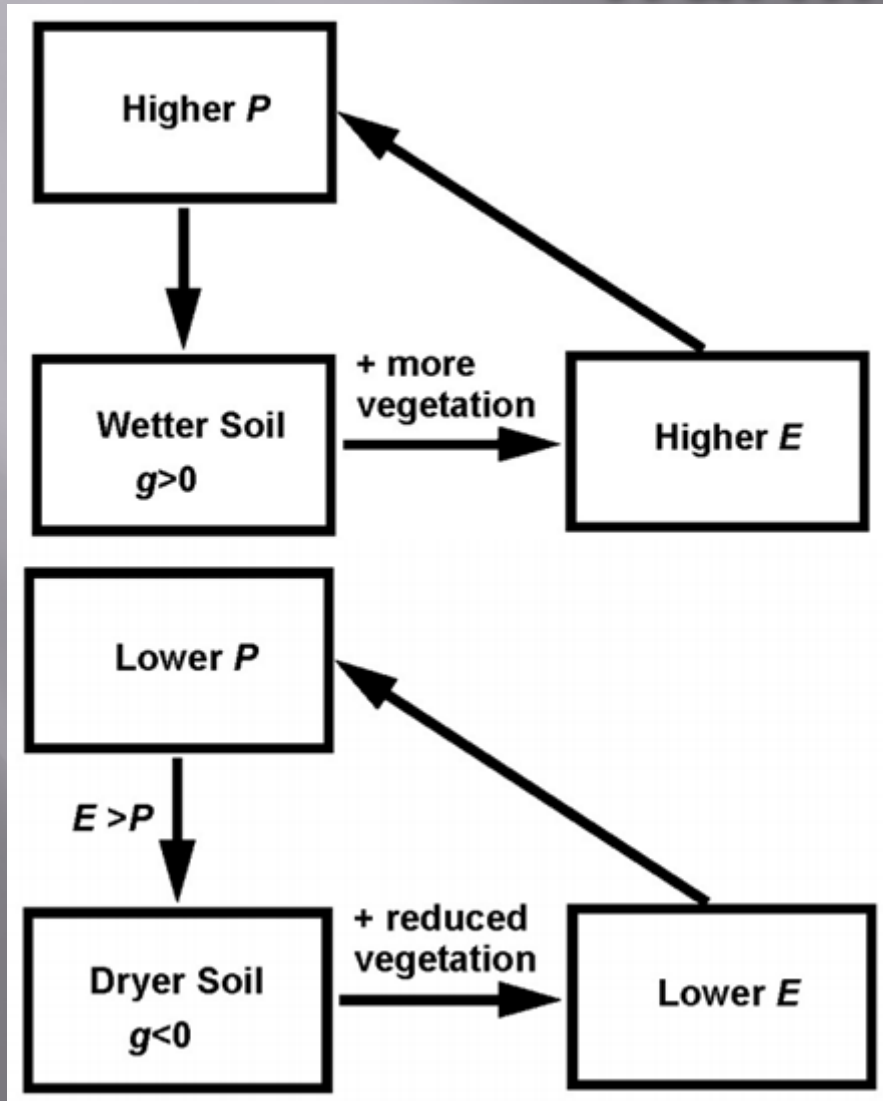 Higher P
Wetter Soil
g>0
+ more
vegetation
Higher E
Lower P
E >P
Dryer Soil
g<0
+ reduced
vegetation
Lower E